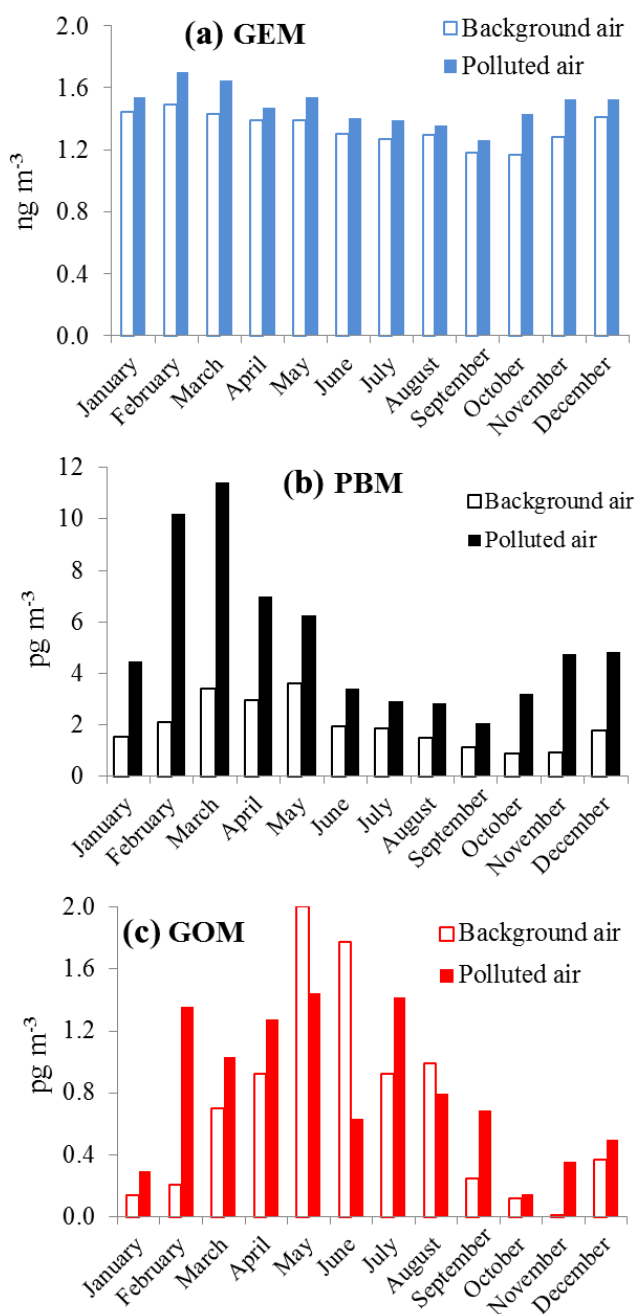 (a) GEM
Background air
Polluted air
ng m-3
2.0
1.6
1.2
0.8
0.4
0.0
January
February
March
April
May
June
July
August
September
October
November
December
(b) PBM
Background air
Polluted air
pg m-3
12
10
8
6
4
2
0
January
February
March
April
May
June
July
August
September
October
November
December
(c) GOM
Background air
Polluted air
pg m-3
2.0
1.6
1.2
0.8
0.4
0.0
January
February
March
April
May
June
July
August
September
October
November
December